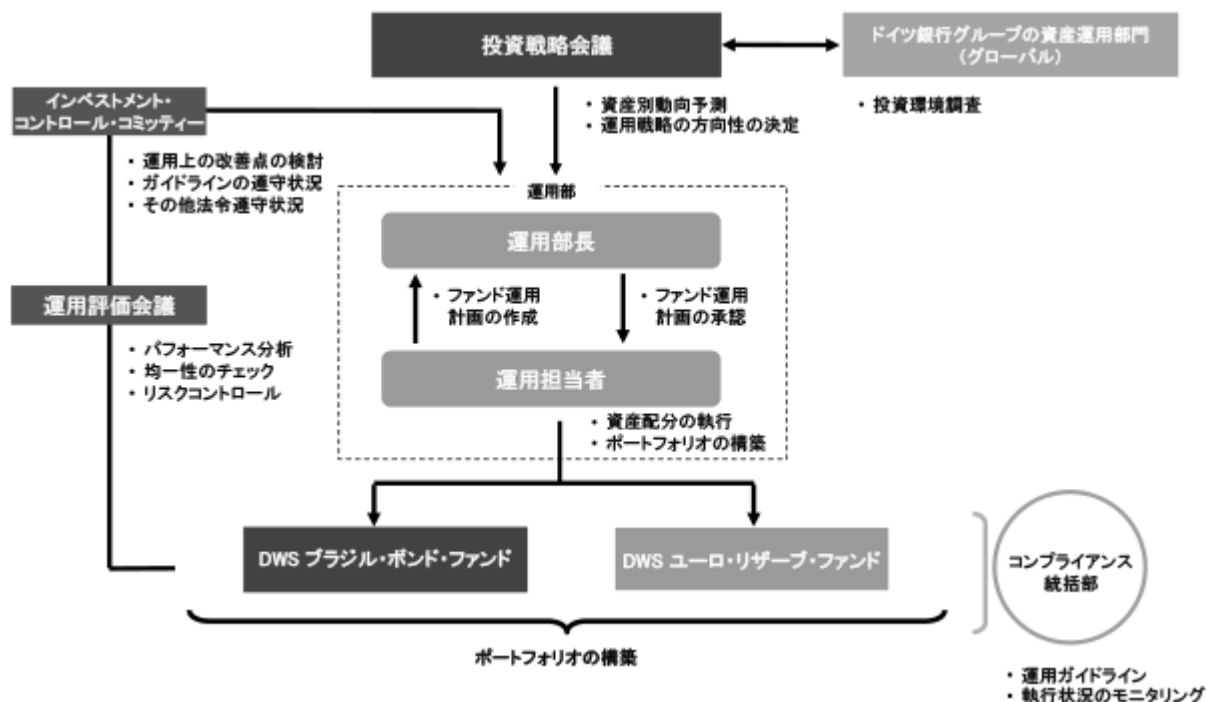 投資戦略会議
ドイツ銀行グループの資産運用部門
(グローバル)
・ 資産別動向予測
・ 運用戦略の方向性の決定
・ 投資環境調査
インベストメント・
コントロール・コミッティー
・ 運用上の改善点の検討
・ ガイドラインの遵守状況
・ その他法令遵守状況
運用部
運用部長
・ ファンド運用
計画の作成
・ ファンド運用
計画の承認
運用評価会議
・ パフォーマンス分析
・ 均一性のチェック
・ リスクコントロール
運用担当者
・ 資産配分の執行
・ ポートフォリオの構築
DWS ブラジル・ボンド・ファンド
DWS ユーロ・リザーブ・ファンド
コンプライアンス
統括部
ポートフォリオの構築
・ 運用ガイドライン
・ 執行状況のモニタリング